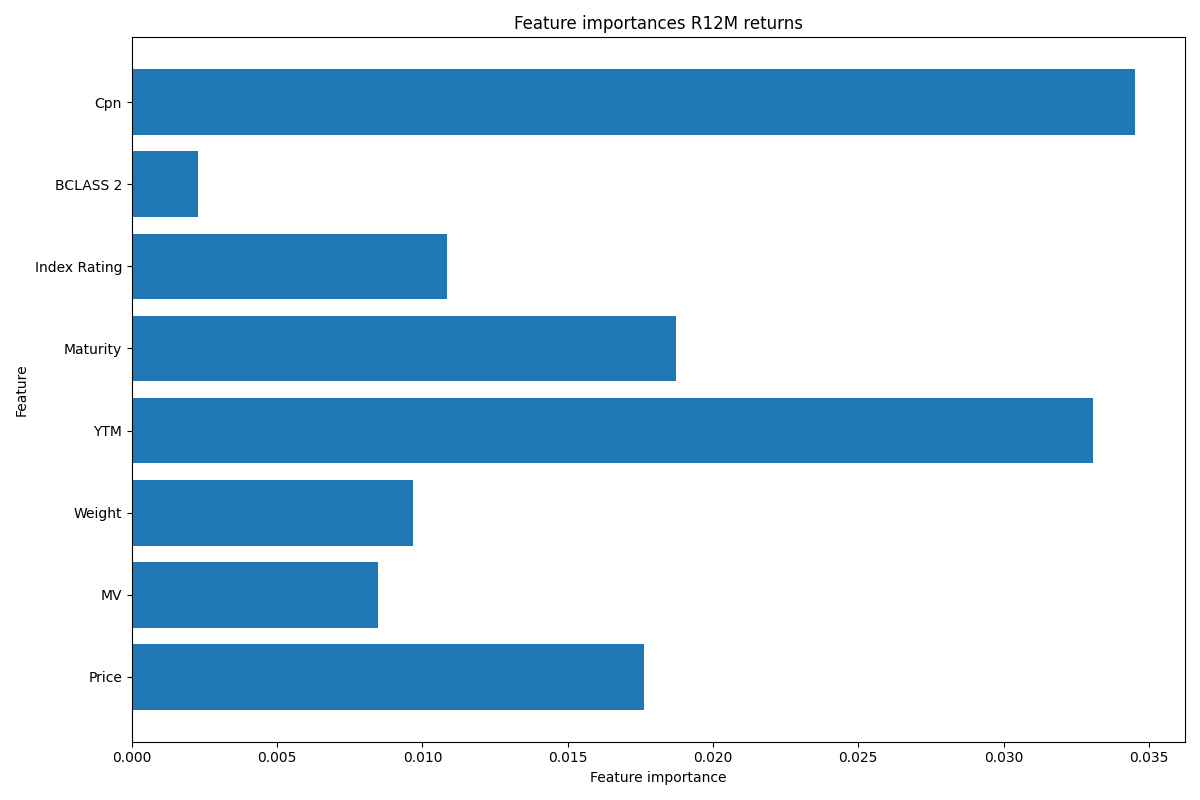 Feature importances R12M returns
Cpn
BCLASS 2
Index Rating
Maturity
YTM
Weight
MV
Price
Feature
0.000 0.005 0.010 0.015 0.020 0.025 0.030 0.035
Feature importance